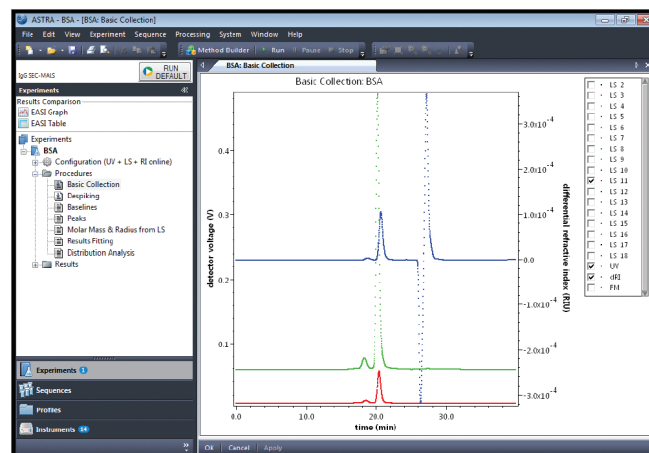 ASTRA - BSA - [BSA: Basic Collection]
File Edit View Experiment Sequence Processing System Window Help
Method Builder Run Pause Stop
IgG SEC-MALS
RUN
DEFAULT
Experiments
Results Comparison
EASI Graph
EASI Table
Experiments
BSA
Configuration (UV + LS + RI online)
Procedures
Basic Collection
Despiking
Baselines
Peaks
Molar Mass & Radius from LS
Results Fitting
Distribution Analysis
Results
Experiments 1
Sequences
Profiles
Instruments 14
BSA: Basic Collection
Basic Collection: BSA
detector voltage (V)
0.4
0.3
0.2
0.1
0.0
10.0
20.0
30.0
time (min)
3.0x10⁻⁴
2.0x10⁻⁴
1.0x10⁻⁴
0.0
-1.0x10⁻⁴
-2.0x10⁻⁴
-3.0x10⁻⁴
differential refractive index (RIU)
LS 2
LS 3
LS 4
LS 5
LS 6
LS 7
LS 8
LS 9
LS 10
LS 11
LS 12
LS 13
LS 14
LS 15
LS 16
LS 17
LS 18
UV
dRI
OK Cancel Apply